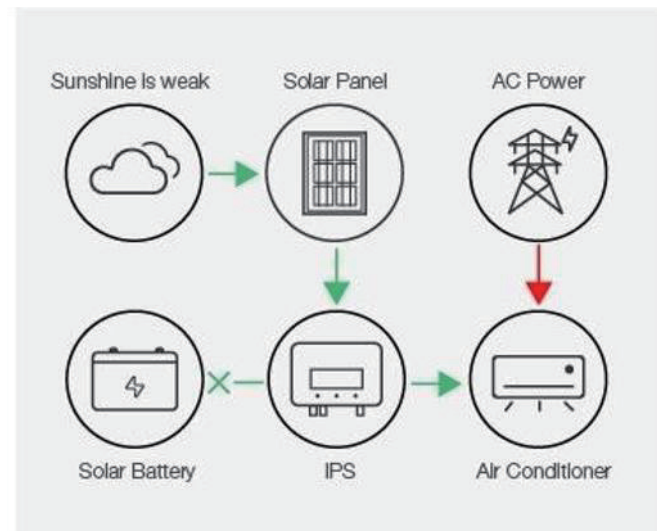 Sunshine is weak
Solar Panel
AC Power
Solar Battery
IPS
Air Conditioner